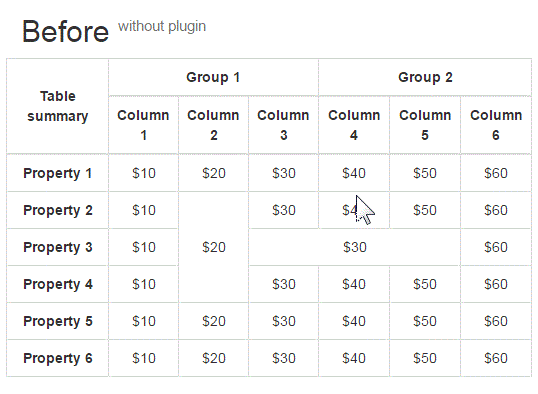 Before without plugin
Group 1 Group 2
Table summary
Column 1 Column 2 Column 3 Column 4 Column 5 Column 6
Property 1 $10 $20 $30 $40 $50 $60
Property 2 $10 $30 $50 $60
Property 3 $10 $20 $30 $60
Property 4 $10 $30 $40 $50 $60
Property 5 $10 $20 $30 $40 $50 $60
Property 6 $10 $20 $30 $40 $50 $60